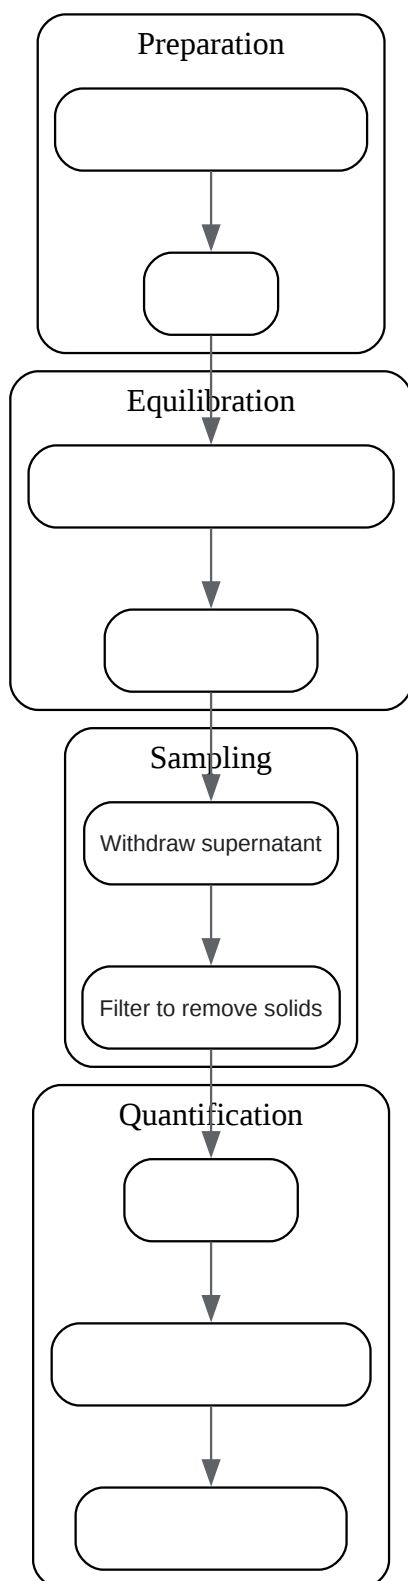 Preparation
Equilibration
Sampling
Withdraw supernatant
Filter to remove solids
Quantification